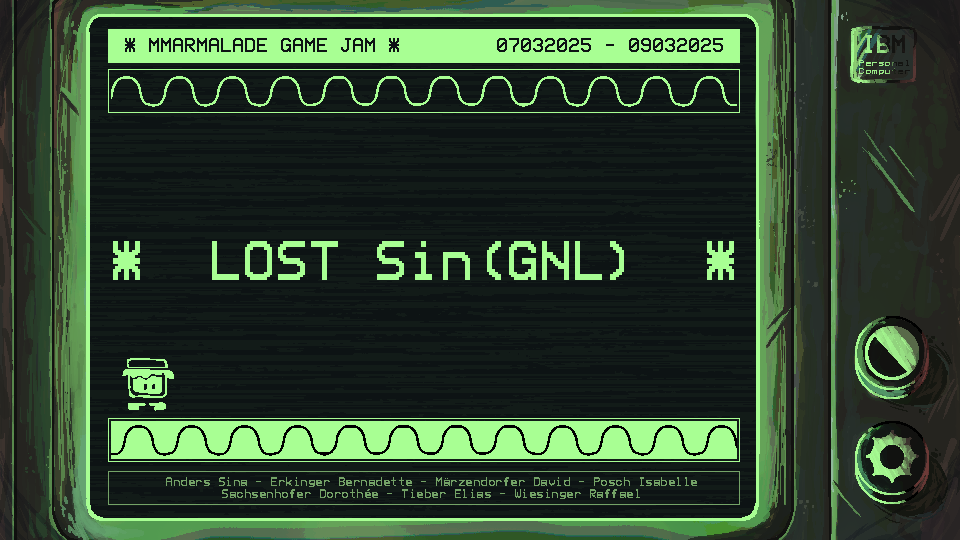 * MMARMALADE GAME JAM * 07032025 - 09032025
IBM
Personal
Computer
* LOST Sin(GNL) *
Anders Sina - Erkinger Bernadette - Märzendorfer David - Posch Isabelle
Sachsenhofer Dorothée - Tieber Elias - Wiesinger Raffael